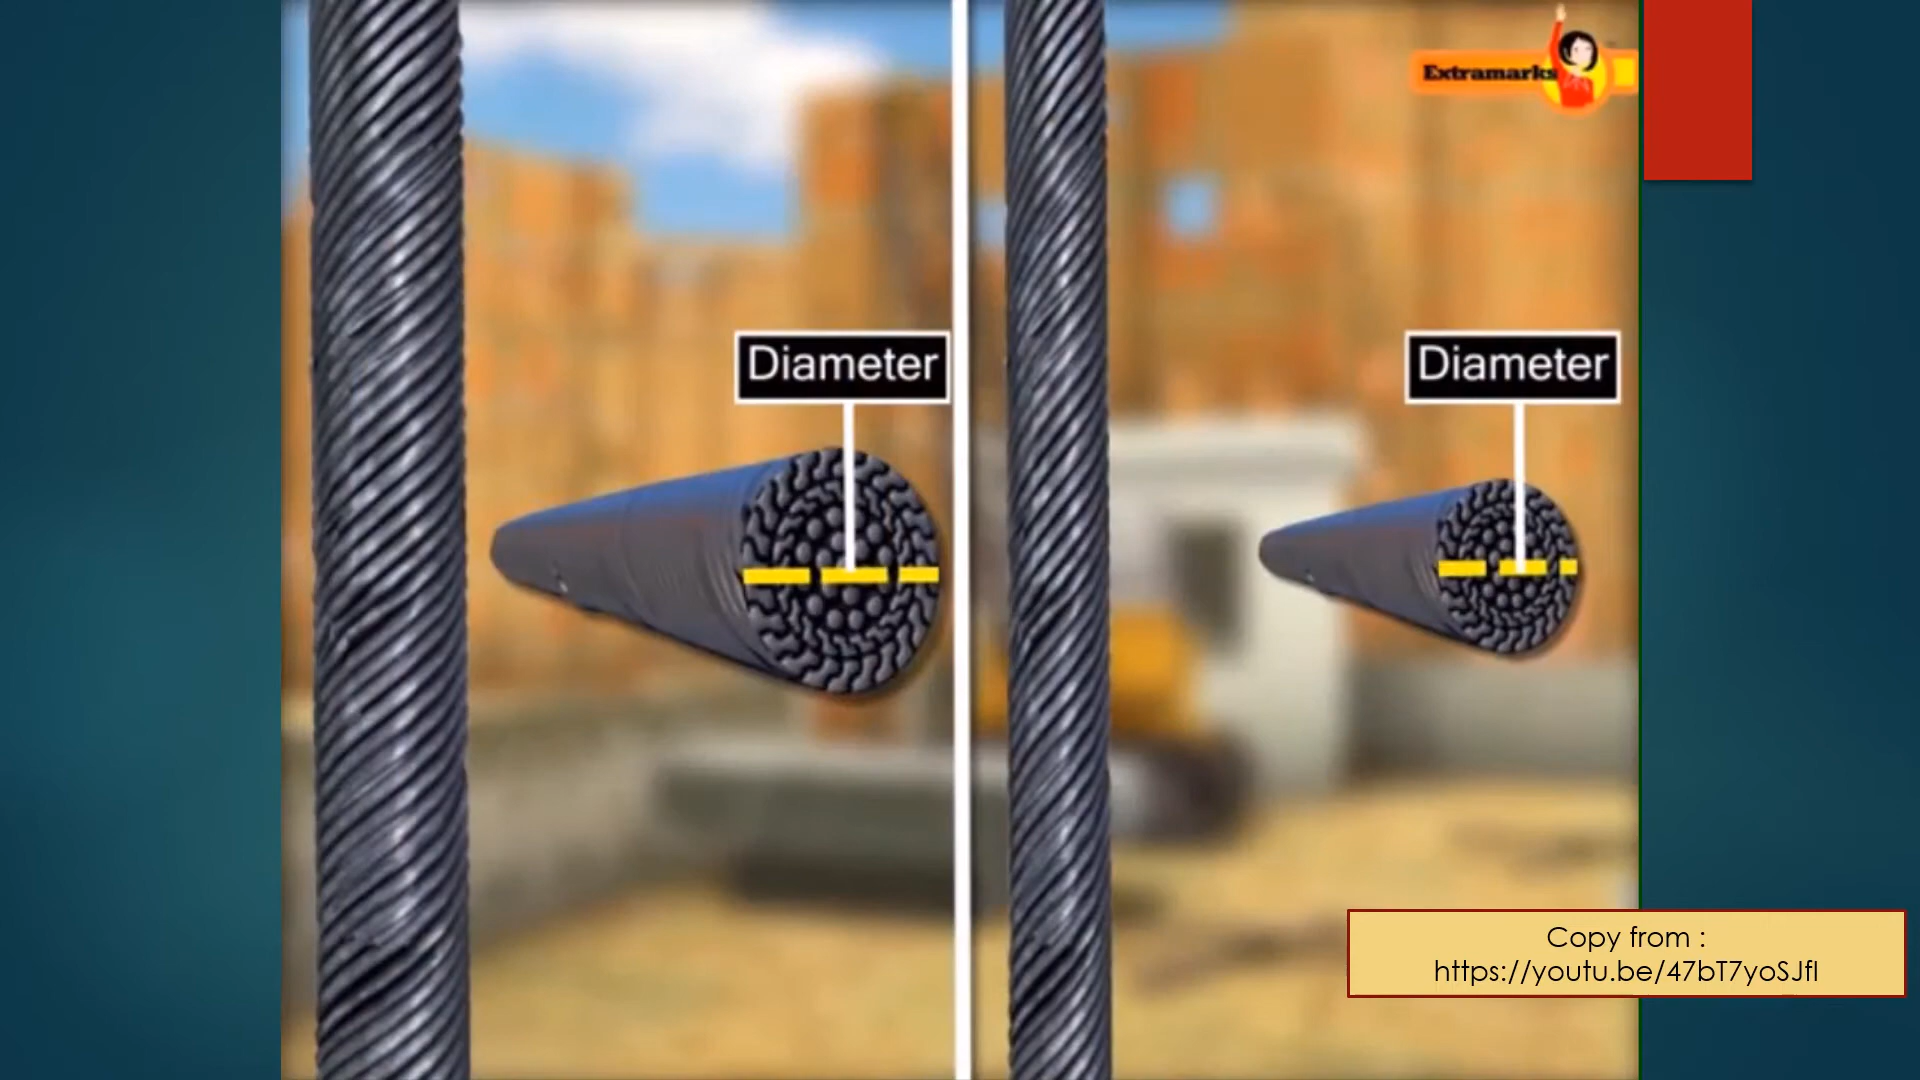 Extramarks
Diameter
Diameter
Copy from :
https://youtu.be/47bT7yoSJfI